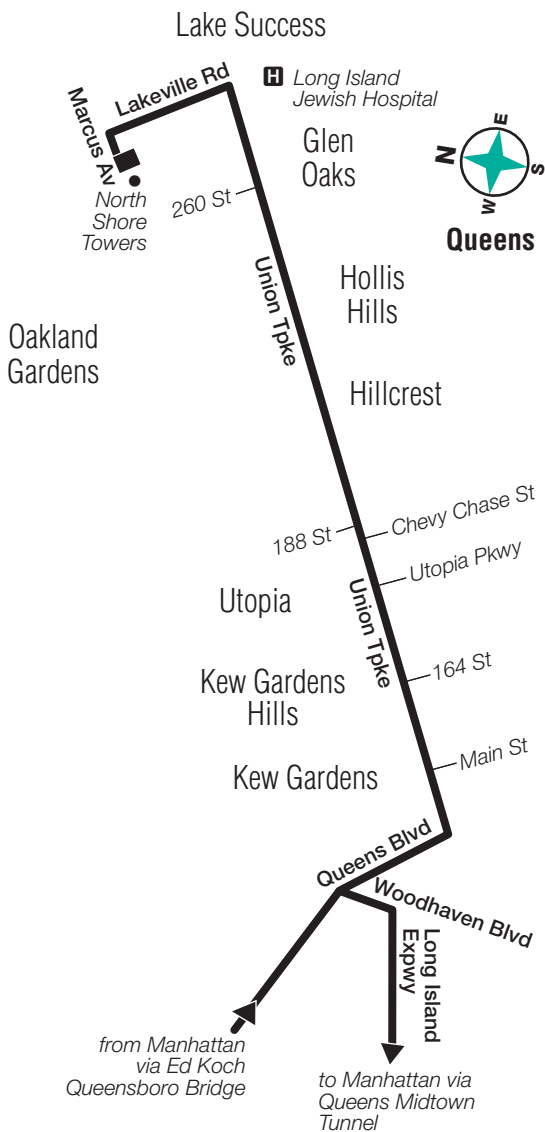 Lake Success
H
Long Island
Jewish Hospital
Lakeville Rd
Marcus Av
North
Shore
Towers
Glen
Oaks
N
E
S
W
Queens
260 St
Union Tpke
Hollis
Hills
Oakland
Gardens
Hillcrest
188 St
Chevy Chase St
Utopia Pkwy
Utopia
Union Tpke
164 St
Kew Gardens
Hills
Main St
Kew Gardens
Queens Blvd
Woodhaven Blvd
Long Island
Expwy
from Manhattan
via Ed Koch
Queensboro Bridge
to Manhattan via
Queens Midtown
Tunnel